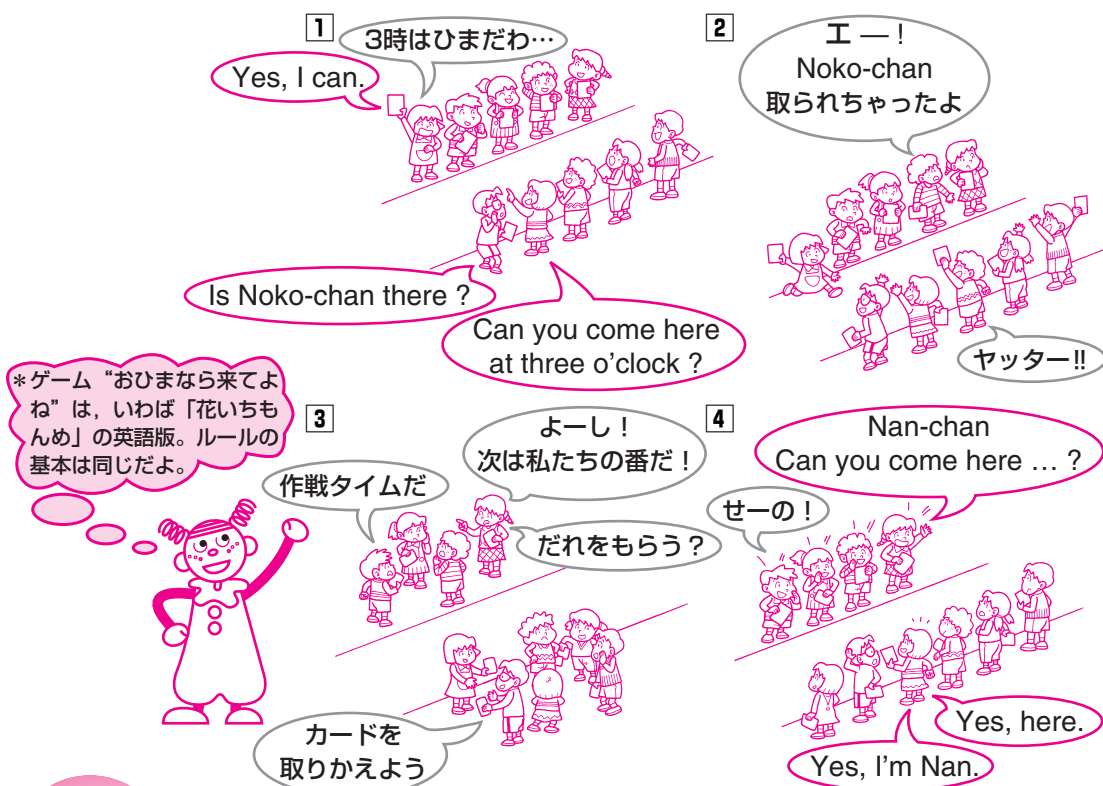 1
3時はひまだわ…
Yes, I can.
Is Noko-chan there ?
Can you come here
at three o'clock ?
2
エ ― !
Noko-chan
取られちゃったよ
ヤッター!!
*ゲーム “おひまなら来てよ
ね” は，いわば「花いちも
んめ」の英語版。ルールの
基本は同じだよ。
3
作戦タイムだ
よーし！
次は私たちの番だ！
だれをもらう？
カードを
取りかえよう
4
せーの！
Nan-chan
Can you come here … ?
Yes, here.
Yes, I'm Nan.